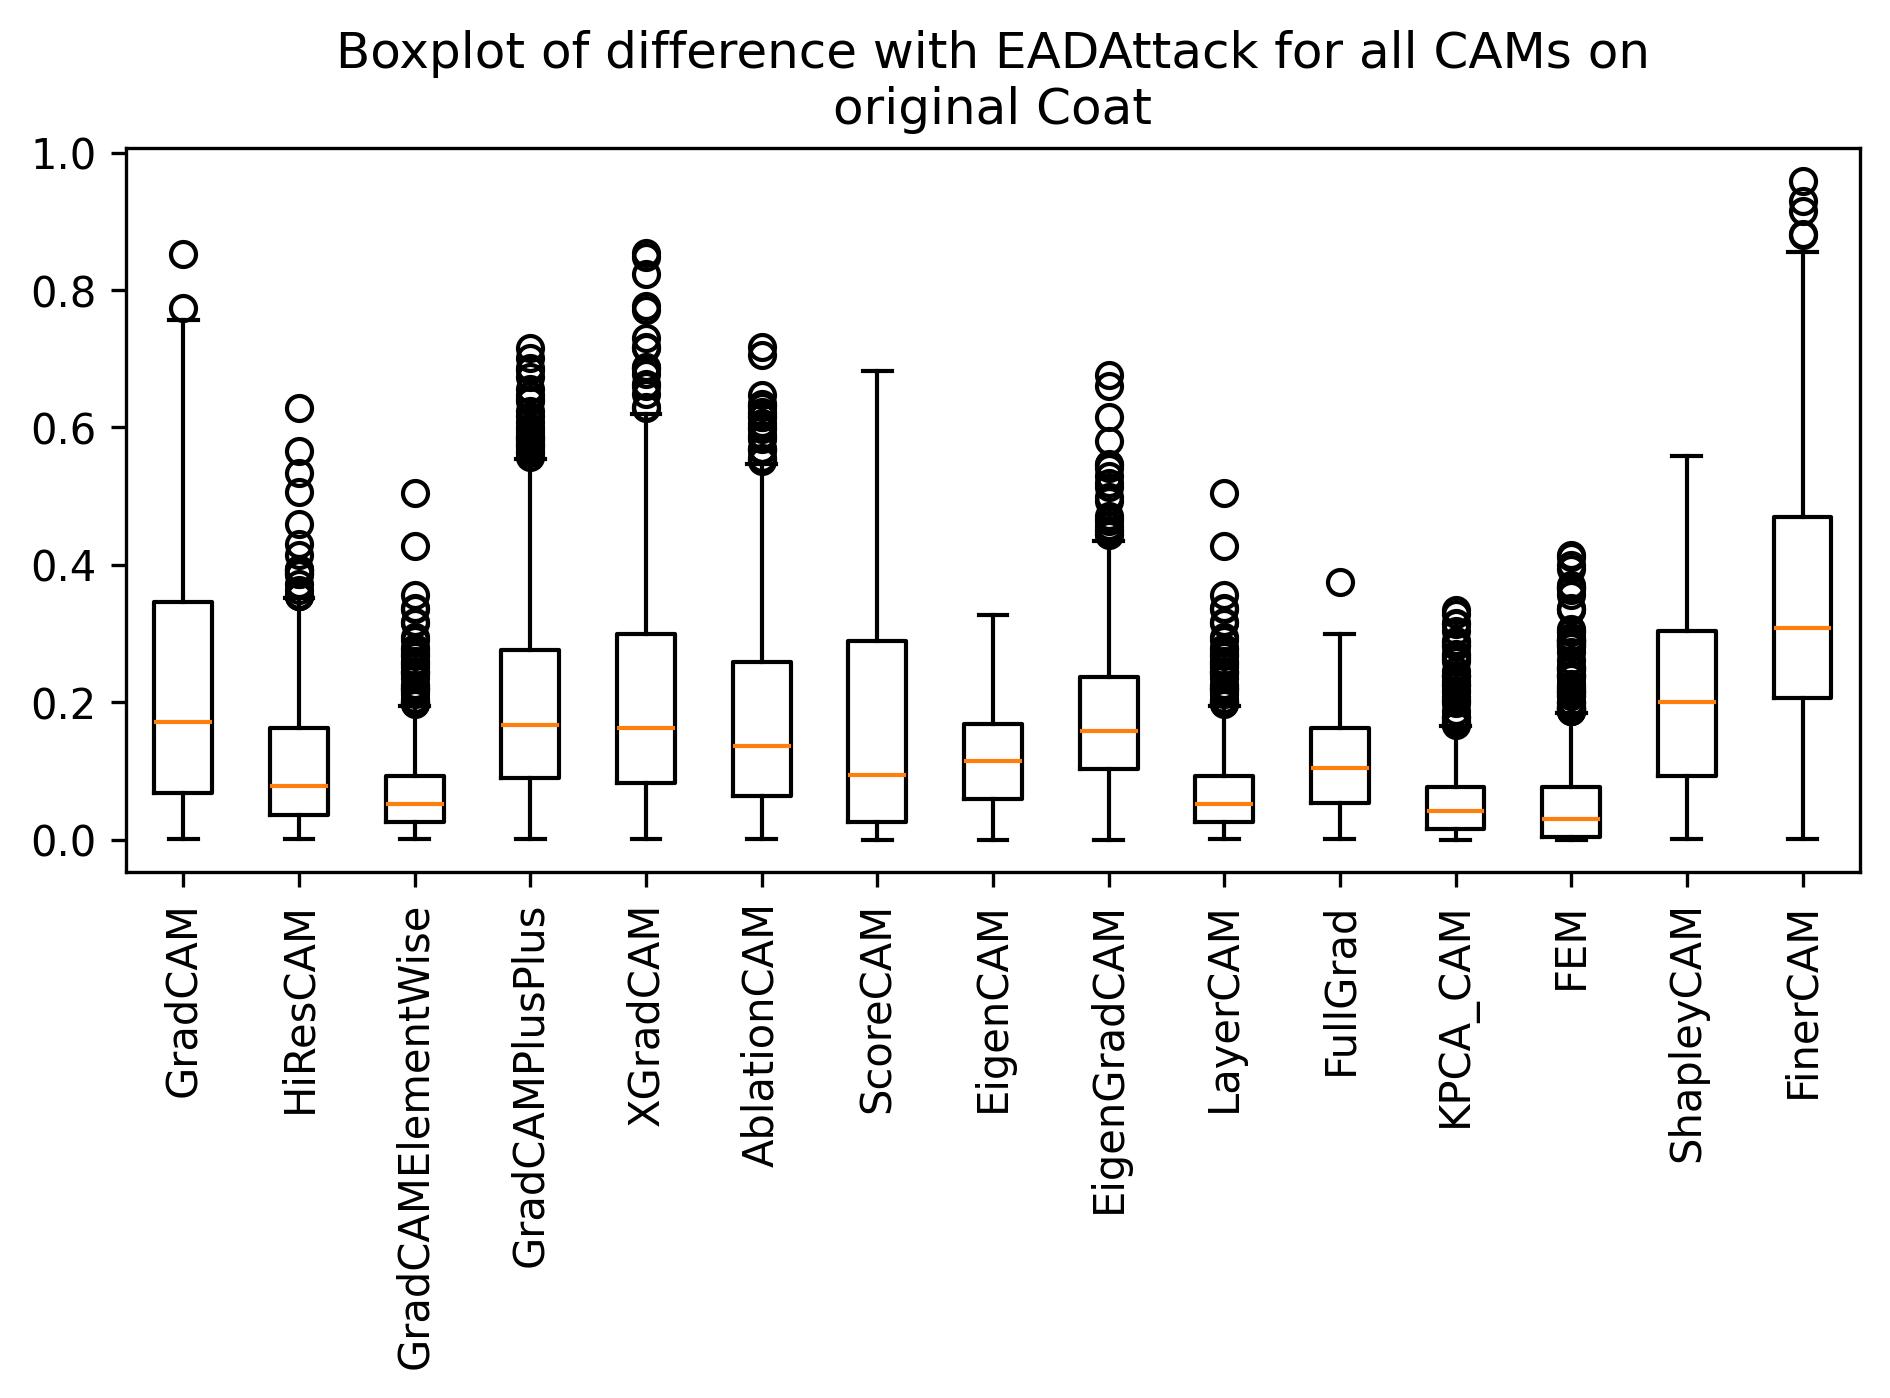 Boxplot of difference with EADAttack for all CAMs on
original Coat
1.0
0.8
0.6
0.4
0.2
0.0
GradCAM
HiResCAM
GradCAMElementWise
GradCAMPlusPlus
XGradCAM
AblationCAM
ScoreCAM
EigenCAM
EigenGradCAM
LayerCAM
FullGrad
KPCA_CAM
FEM
ShapleyCAM
FinerCAM